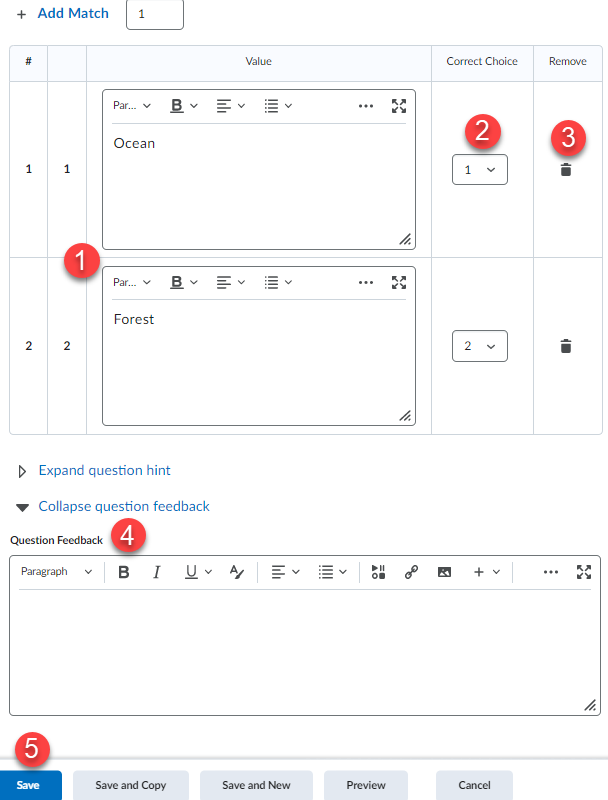 + Add Match 1
# Value Correct Choice Remove
Par... B
2 3
Ocean
1 1 1
1
Par... B
Forest
2 2 2
Expand question hint
Collapse question feedback
Question Feedback 4
Paragraph B I U A
5
Save Save and Copy Save and New Preview Cancel